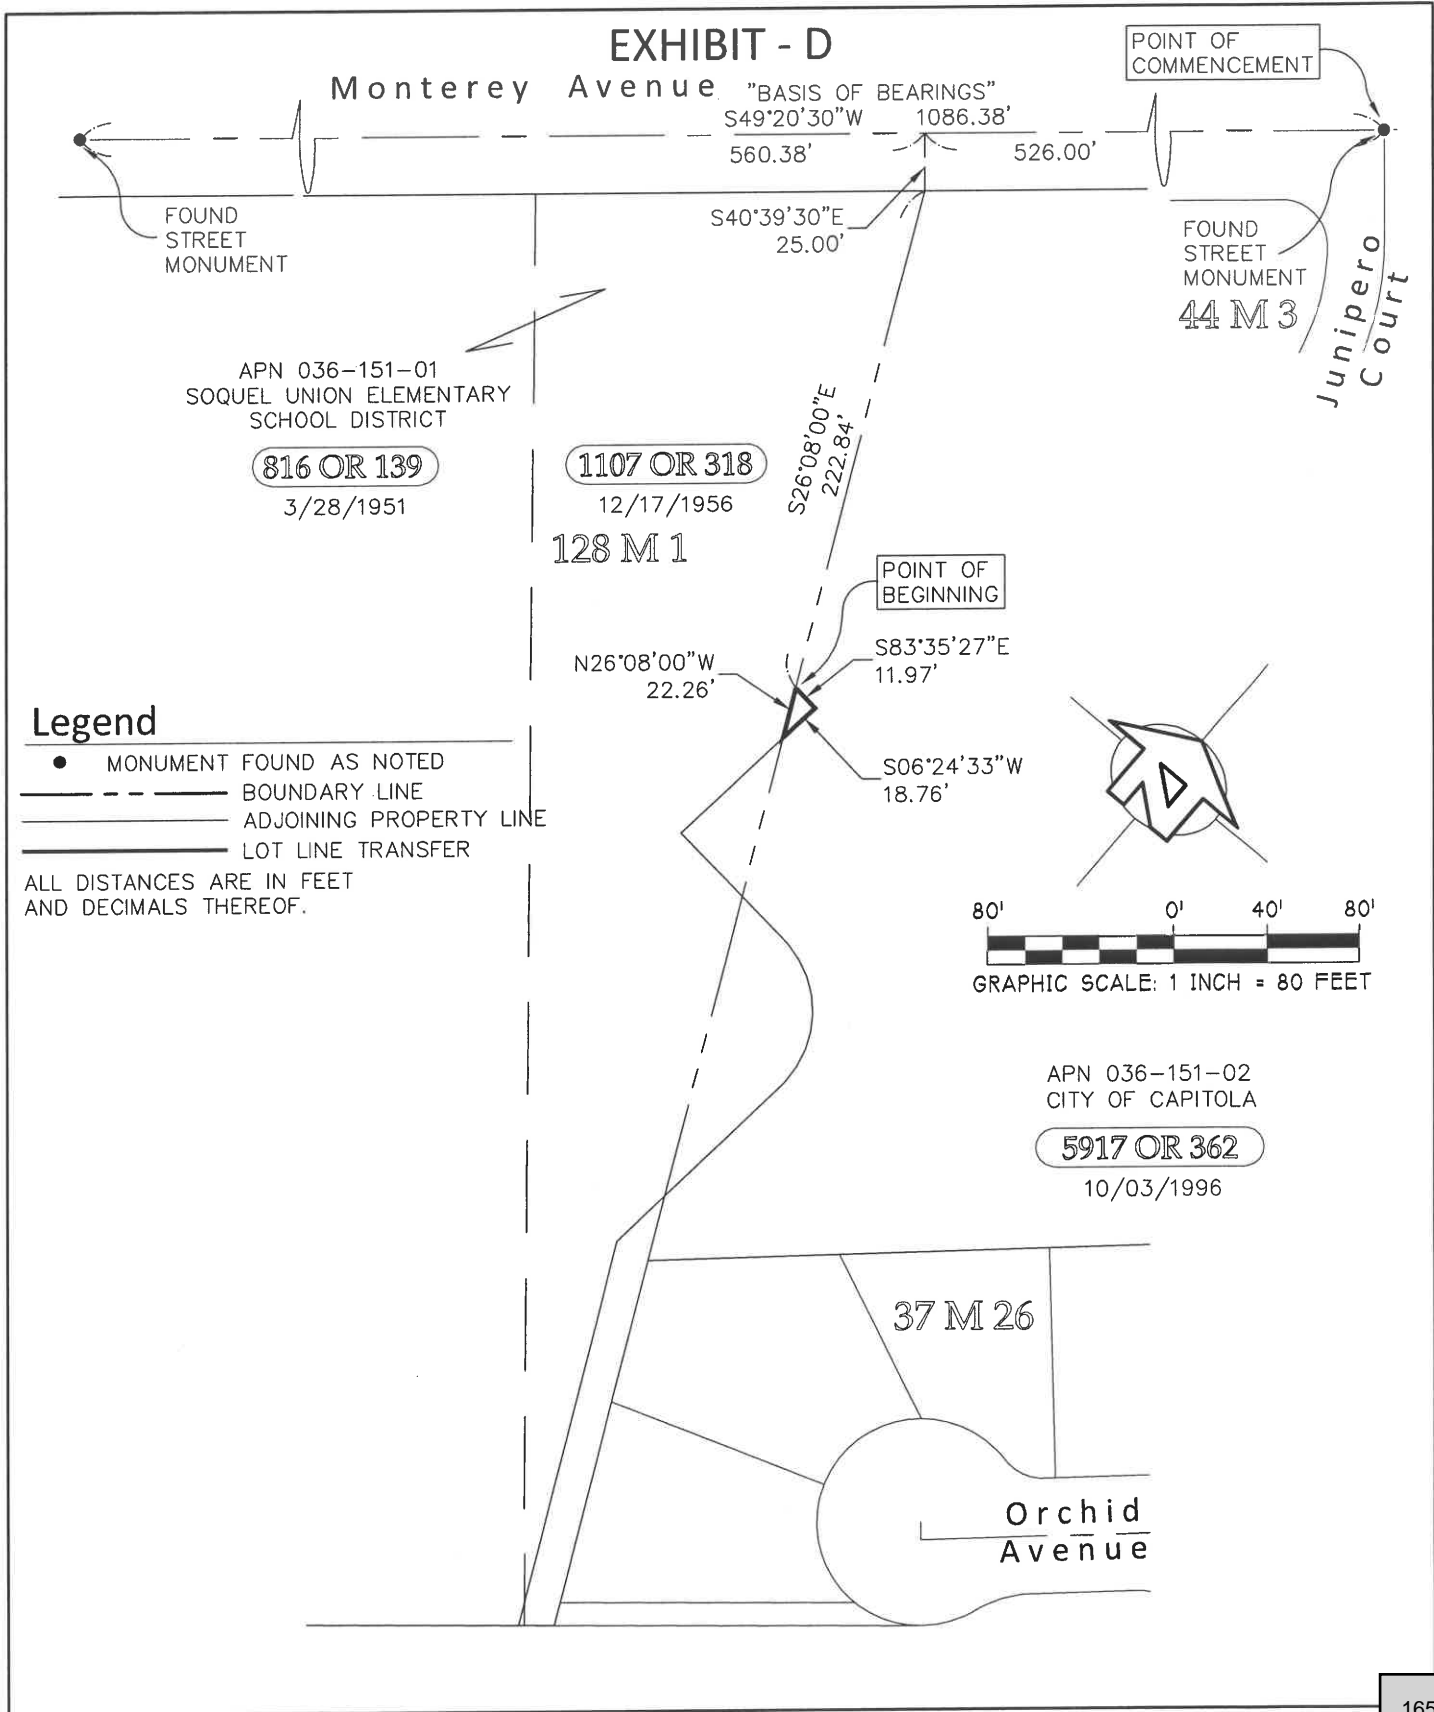 EXHIBIT - D
Monterey Avenue
"BASIS OF BEARINGS"
S49°20'30"W 1086.38'
560.38'
526.00'
POINT OF
COMMENCEMENT
FOUND
STREET
MONUMENT
S40°39'30"E
25.00'
FOUND
STREET
MONUMENT
44 M 3
Junipero
Court
APN 036-151-01
SOQUEL UNION ELEMENTARY
SCHOOL DISTRICT
816 OR 139
3/28/1951
1107 OR 318
12/17/1956
128 M 1
S26°08'00"E
222.84'
POINT OF
BEGINNING
N26°08'00"W
22.26'
S83°35'27"E
11.97'
S06°24'33"W
18.76'
Legend
MONUMENT FOUND AS NOTED
BOUNDARY LINE
ADJOINING PROPERTY LINE
LOT LINE TRANSFER
ALL DISTANCES ARE IN FEET
AND DECIMALS THEREOF.
80' 0' 40' 80'
GRAPHIC SCALE: 1 INCH = 80 FEET
APN 036-151-02
CITY OF CAPITOLA
5917 OR 362
10/03/1996
37 M 26
Orchid
Avenue
165